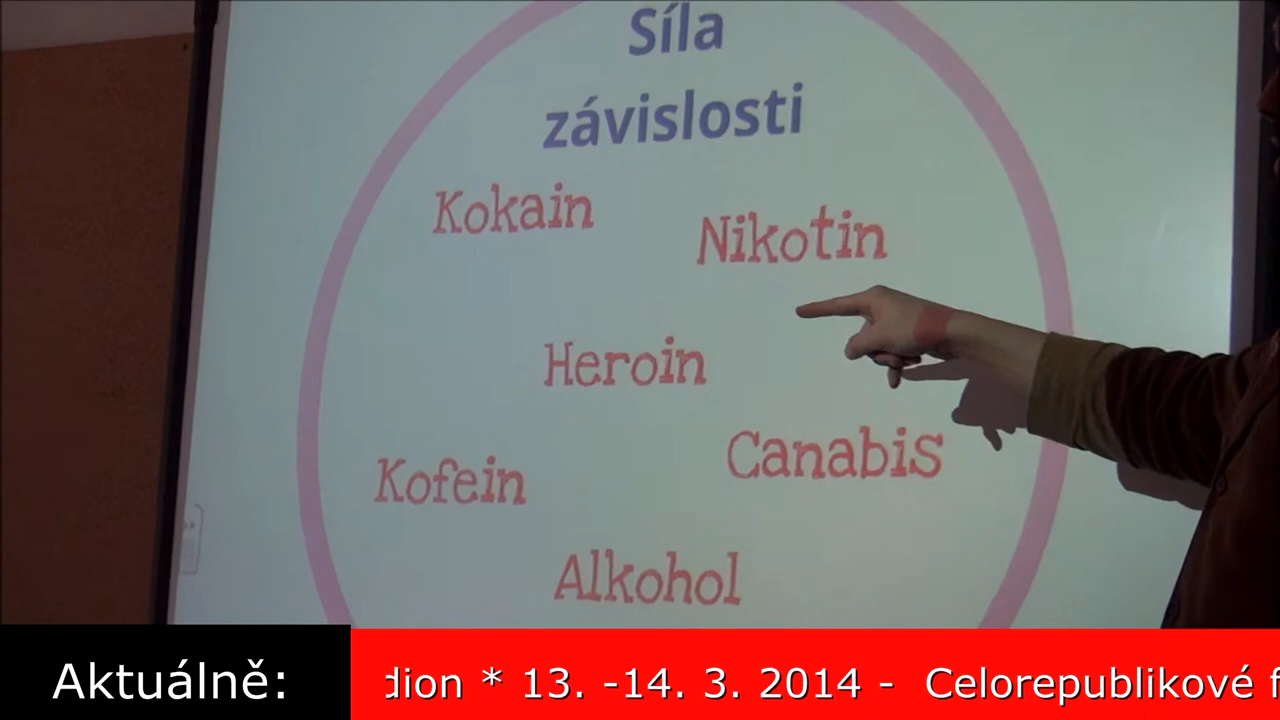 Síla
závislosti
Kokain
Nikotin
Heroin
Kofein
Canabis
Alkohol
Aktuálně:
dion * 13. -14. 3. 2014 - Celorepublikové f